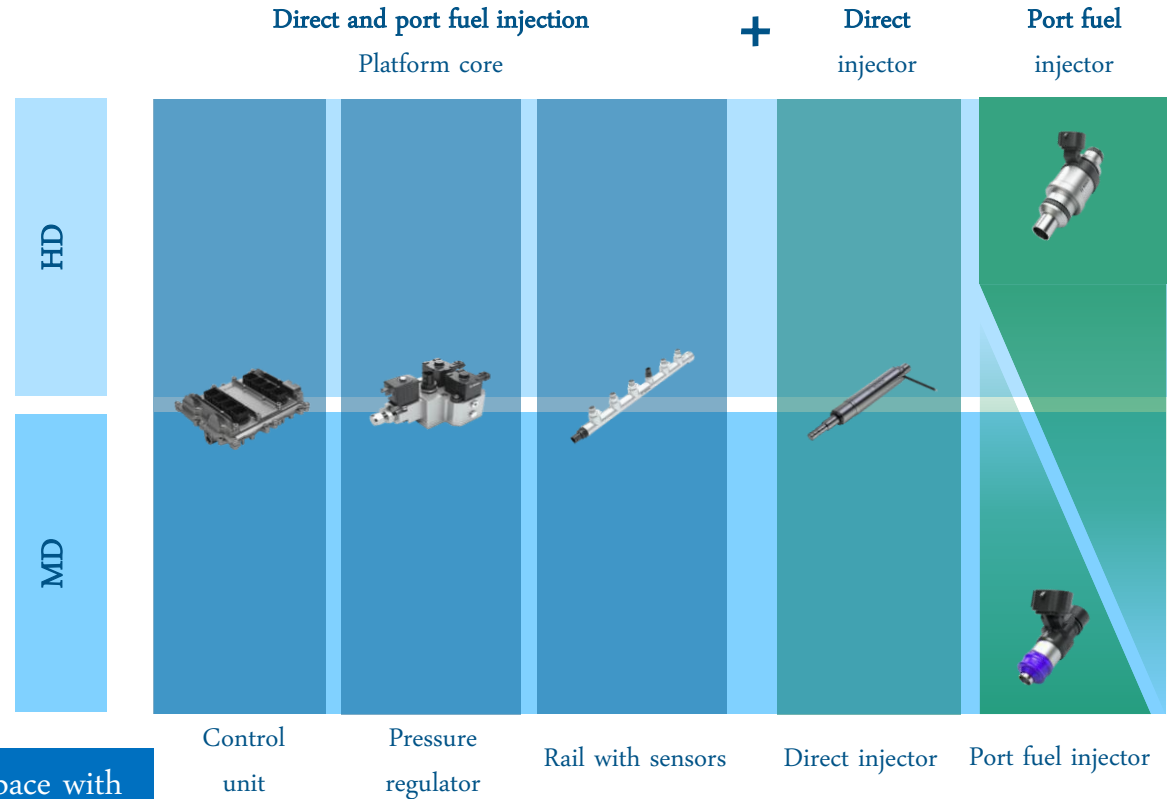 Direct and port fuel injection
Platform core
+
Direct
injector
Port fuel
injector
HD
MD
Control
unit
Pressure
regulator
Rail with sensors
Direct injector
Port fuel injector
with